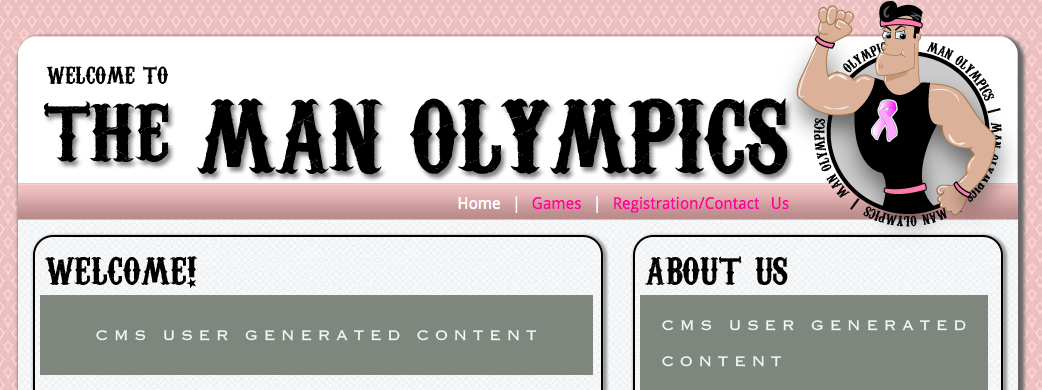 WELCOME TO
THE MAN OLYMPICS
OLYMPICS
MAN OLYMPICS |
MAN OLYMPICS
MAN OLYMPICS
| MAN OLYMPICS
Home | Games | Registration/Contact Us
WELCOME!
CMS USER GENERATED CONTENT
ABOUT US
CMS USER GENERATED
CONTENT